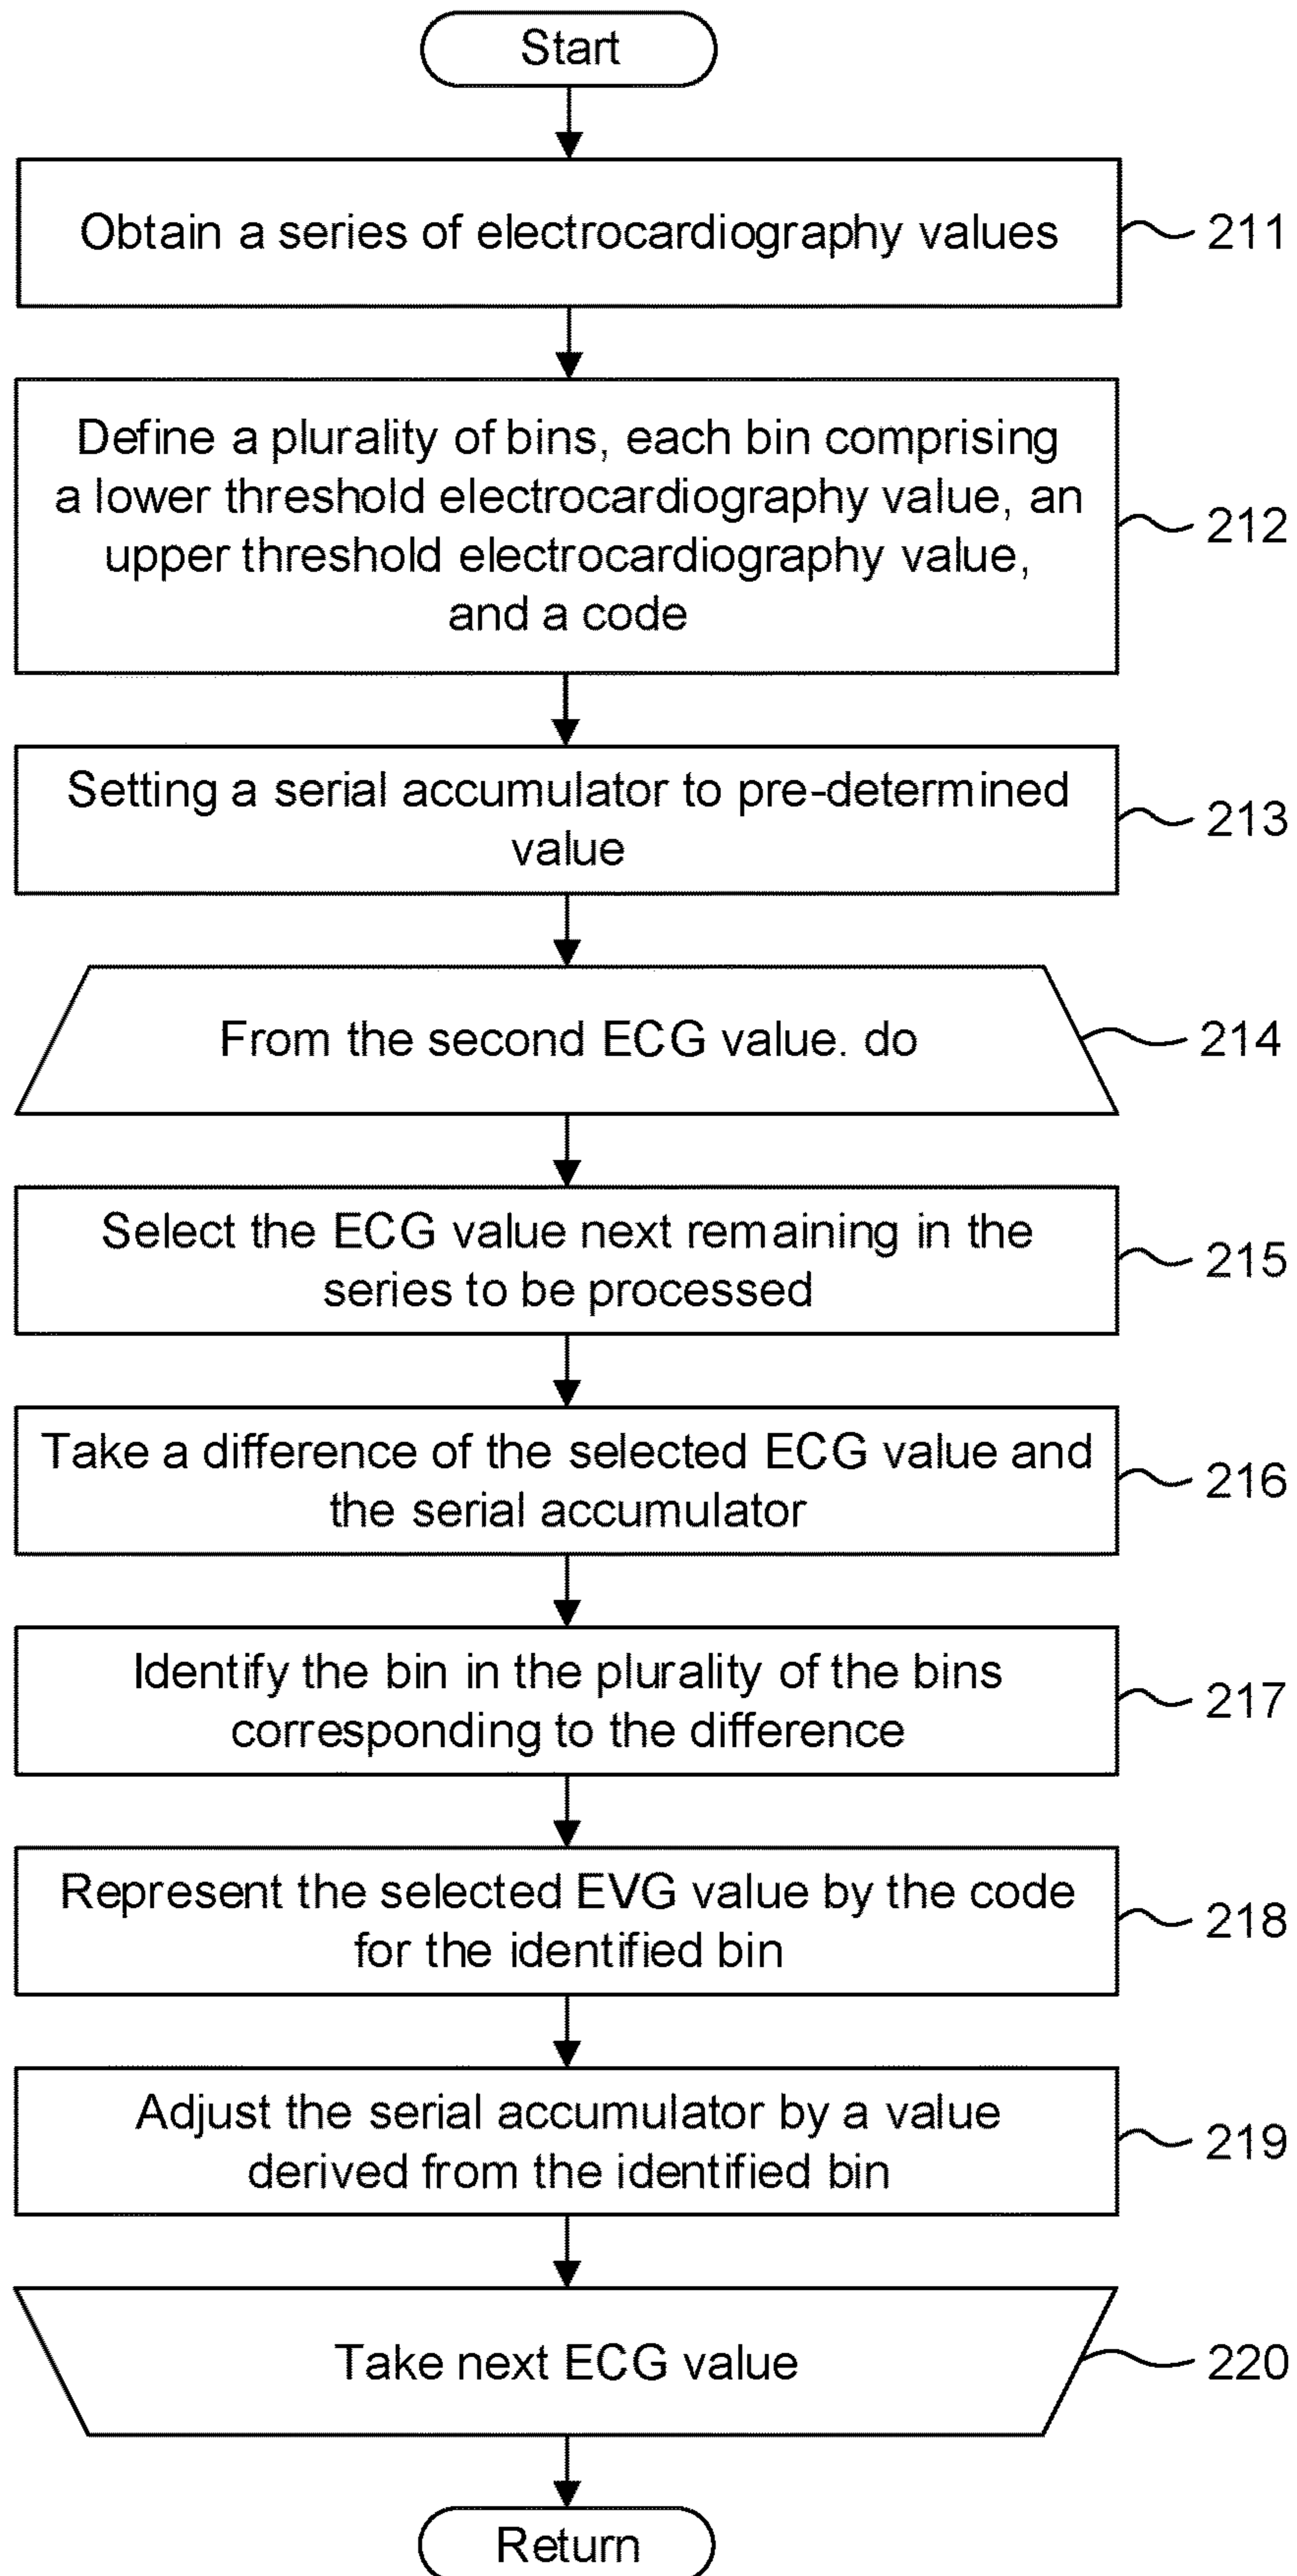 Start
Obtain a series of electrocardiography values
211
Define a plurality of bins, each bin comprising
a lower threshold electrocardiography value, an
upper threshold electrocardiography value,
and a code
212
Setting a serial accumulator to pre-determined
value
213
From the second ECG value. do
214
Select the ECG value next remaining in the
series to be processed
215
Take a difference of the selected ECG value and
the serial accumulator
216
Identify the bin in the plurality of the bins
corresponding to the difference
217
Represent the selected EVG value by the code
for the identified bin
218
Adjust the serial accumulator by a value
derived from the identified bin
219
Take next ECG value
220
Return